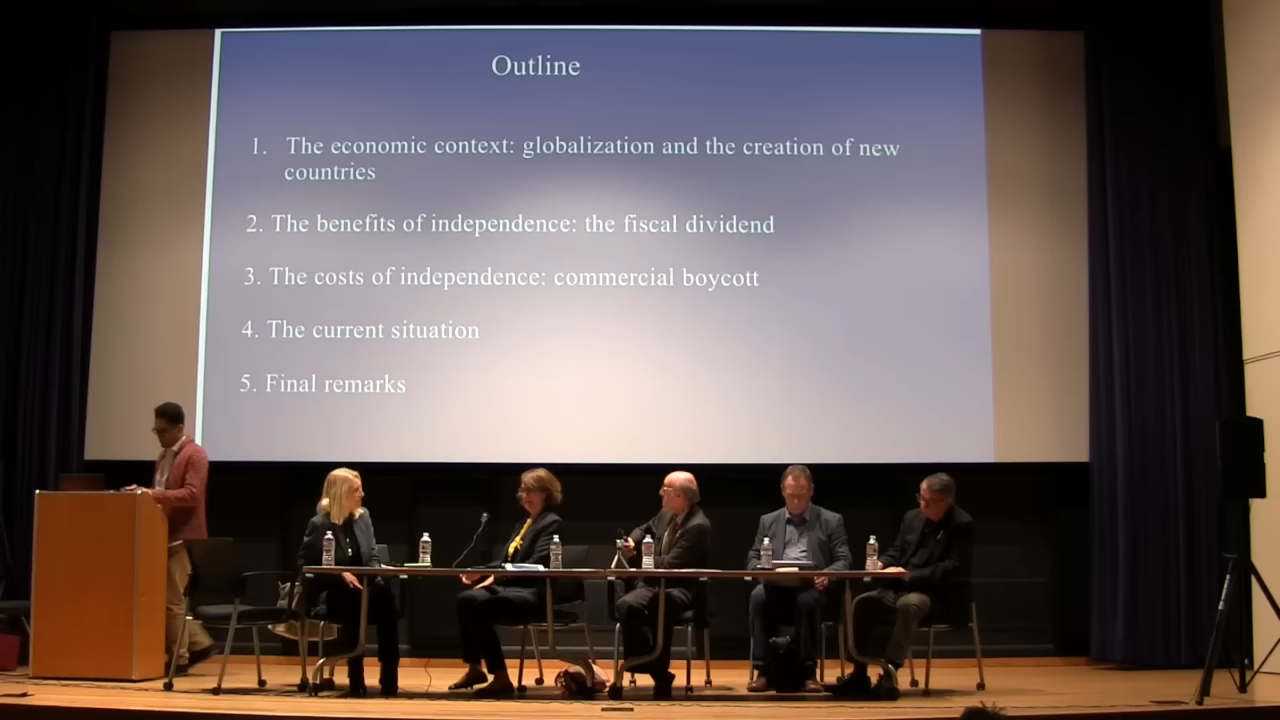 Outline
1. The economic context: globalization and the creation of new
countries
2. The benefits of independence: the fiscal dividend
3. The costs of independence: commercial boycott
4. The current situation
5. Final remarks